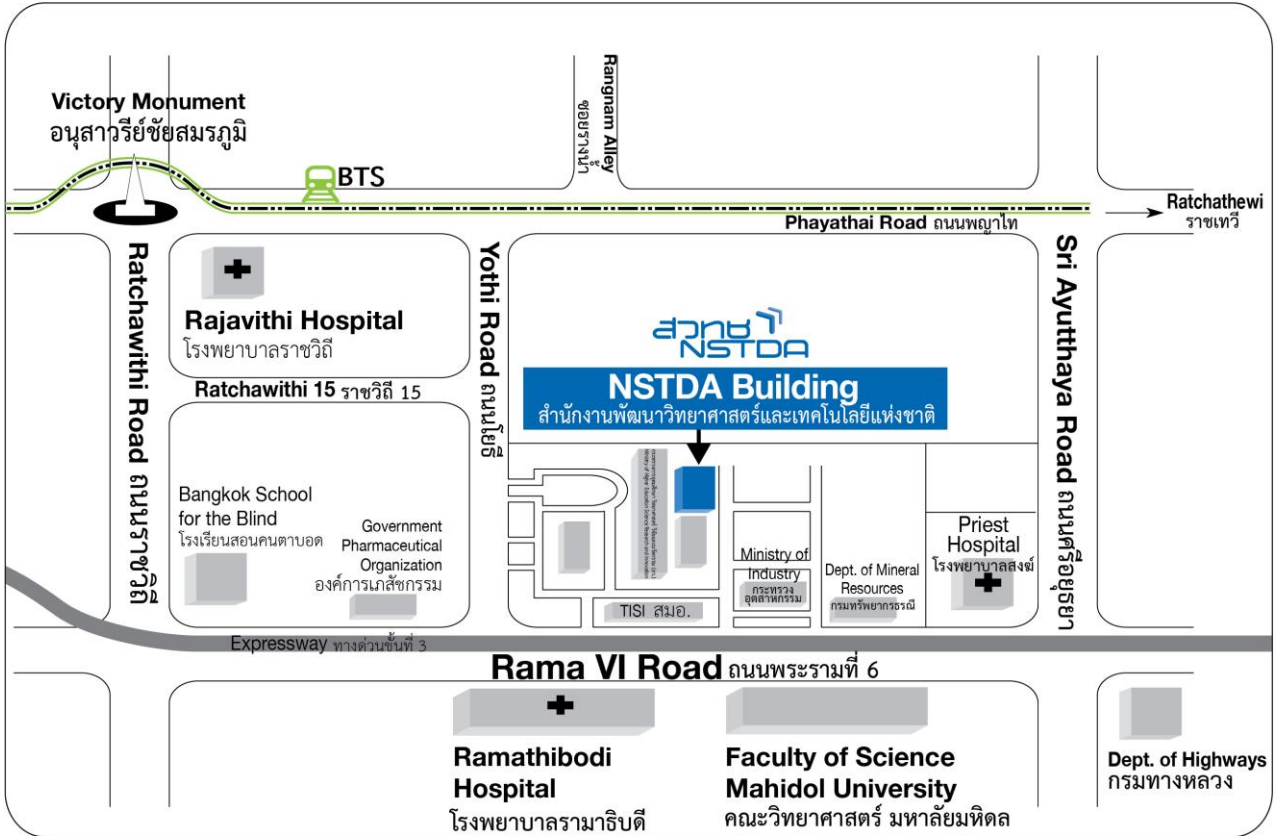 Victory Monument
อนุสาวรีย์ชัยสมรภูมิ
Rangnam Alley
ซอยรางน้ำ
BTS
Ratchathewi
ราชเทวี
Phayathai Road ถนนพญาไท
Ratchawithi Road ถนนราชวิถี
Rajavithi Hospital
โรงพยาบาลราชวิถี
Yothi Road ถนนโยธี
สวทช
NSTDA
Sri Ayutthaya Road ถนนศรีอยุธยา
Ratchawithi 15 ราชวิถี 15
NSTDA Building
สำนักงานพัฒนาวิทยาศาสตร์และเทคโนโลยีแห่งชาติ
Bangkok School
for the Blind
โรงเรียนสอนคนตาบอด
Government
Pharmaceutical
Organization
องค์การเภสัชกรรม
Ministry of
Industry
กระทรวง
อุตสาหกรรม
Dept. of Mineral
Resources
กรมทรัพยากรธรณี
Priest
Hospital
โรงพยาบาลสงฆ์
TISI สมอ.
Expressway ทางด่วนขั้นที่ 3
Rama VI Road ถนนพระรามที่ 6
Ramathibodi
Hospital
โรงพยาบาลรามาธิบดี
Faculty of Science
Mahidol University
คณะวิทยาศาสตร์ มหาลัยมหิดล
Dept. of Highways
กรมทางหลวง